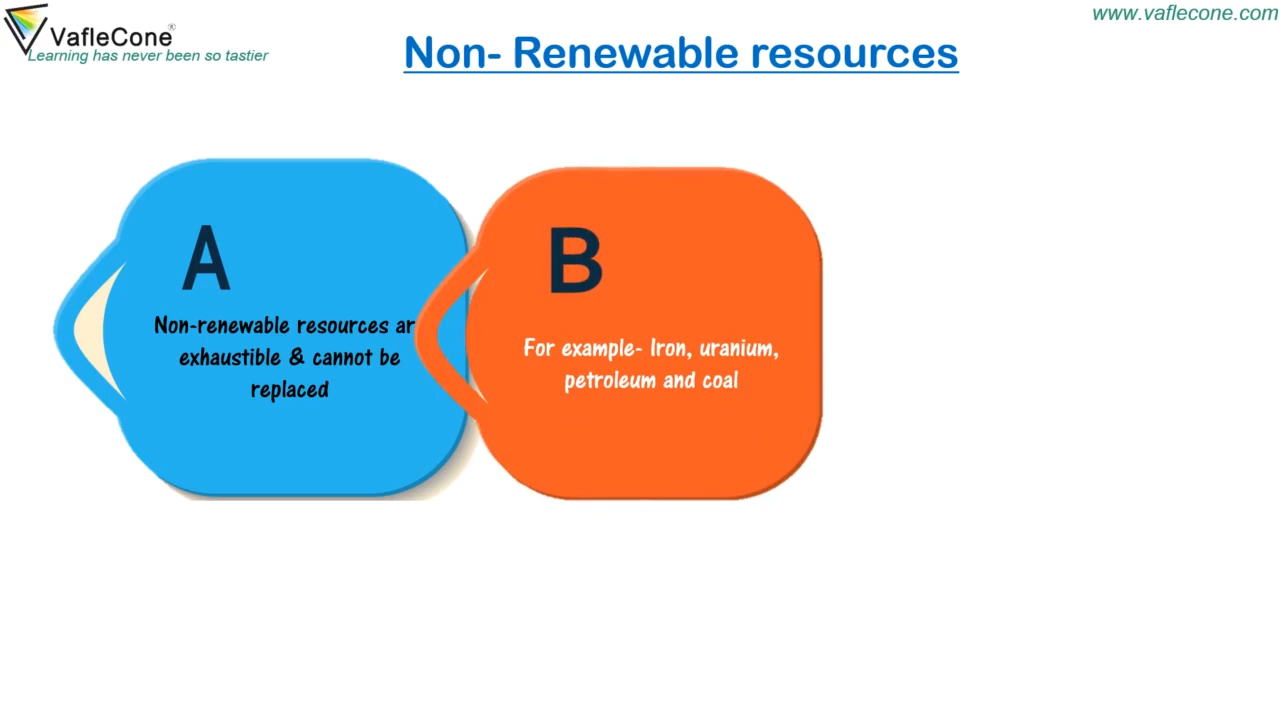 VafleCone®
Learning has never been so tastier
www.vaflecone.com
Non- Renewable resources
A
Non-renewable resources ar
exhaustible & cannot be
replaced
B
For example- Iron, uranium,
petroleum and coal